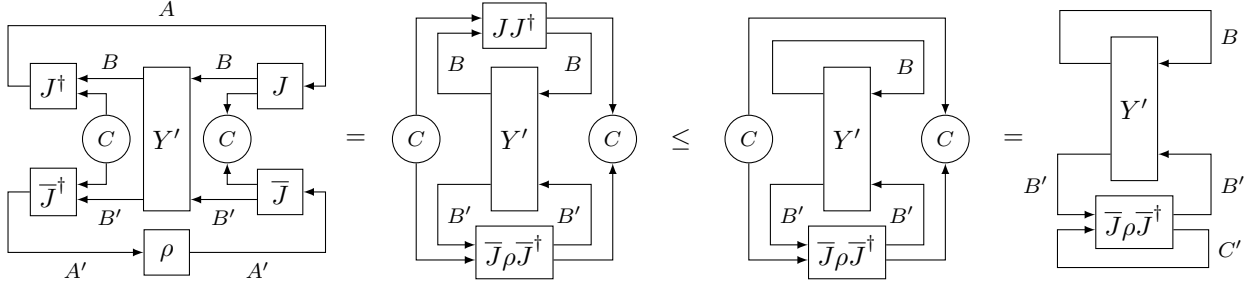 A
J† B Y′ B J
C C
J̄† B′ B′ J̄
A′ ρ A′
=
JJ†
B B
C Y′ C
B′ B′
J̄ρJ̄†
≤
B
C Y′ C
B′ B′
J̄ρJ̄†
=
B
Y′
B′ B′
J̄ρJ̄†
C′